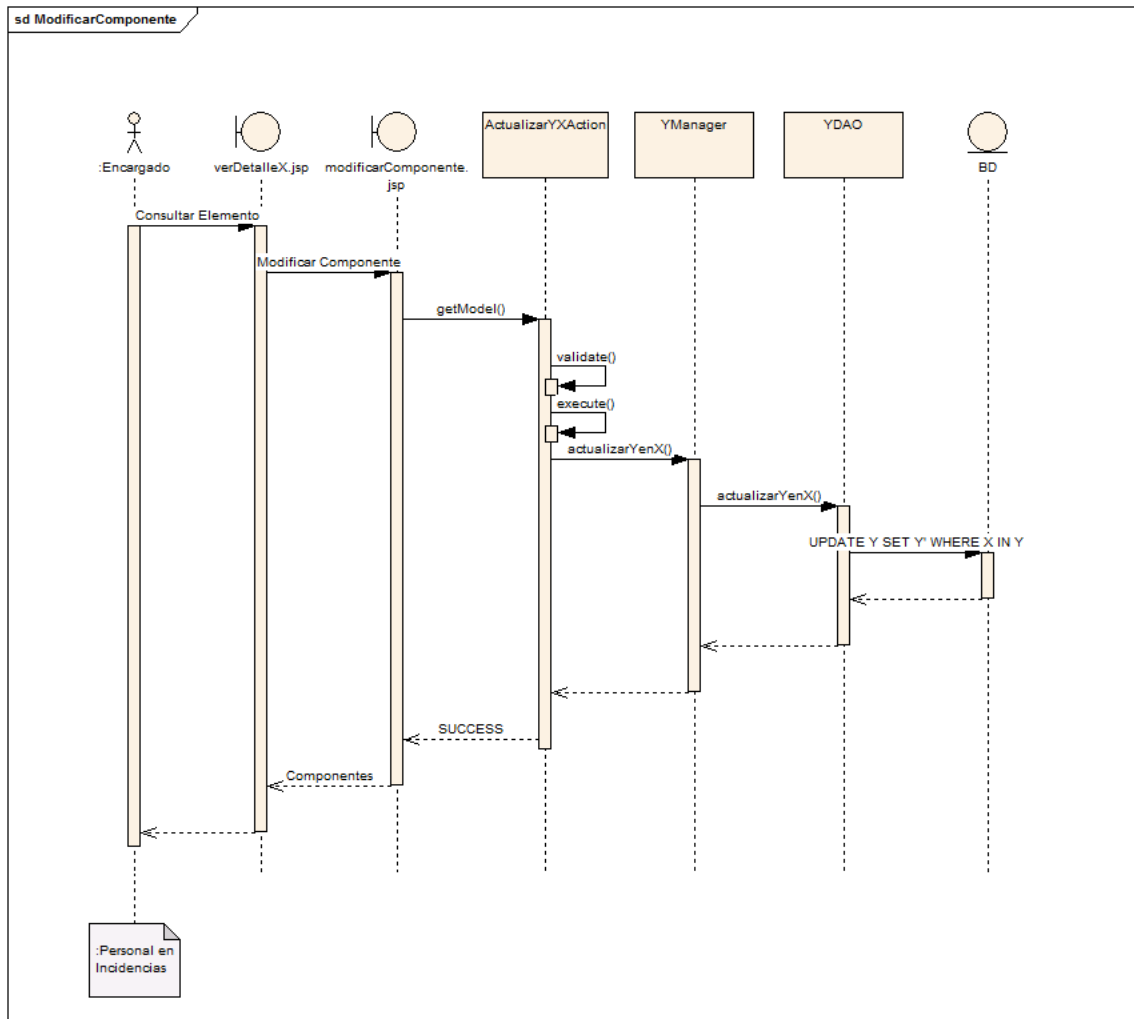 sd ModificarComponente
:Encargado
verDetalleX.jsp
modificarComponente.
jsp
ActualizarYXAction
YManager
YDAO
BD
Consultar Elemento
Modificar Componente
getModel()
validate()
execute()
actualizarYenX()
actualizarYenX()
UPDATE Y SET Y' WHERE X IN Y
SUCCESS
Componentes
:Personal en
Incidencias